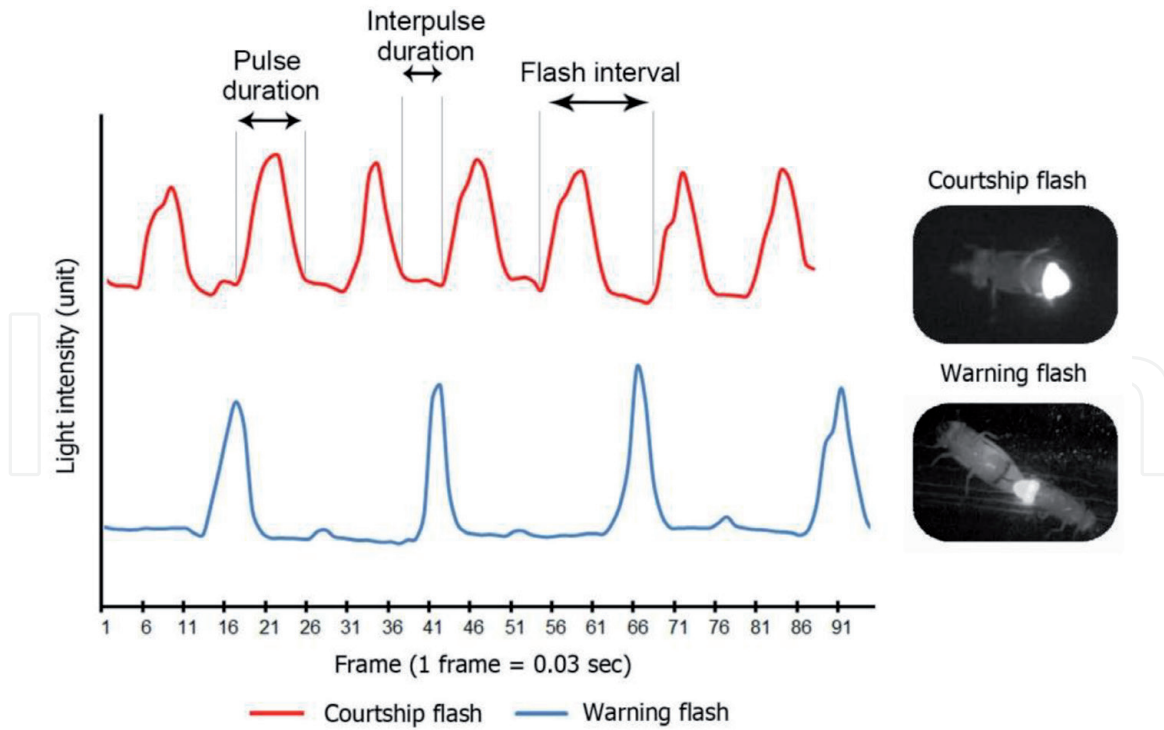 Interpulse
duration
Pulse
duration
Flash interval
Courtship flash
Warning flash
Light intensity (unit)
1 6 11 16 21 26 31 36 41 46 51 56 61 66 71 76 81 86 91
Frame (1 frame = 0.03 sec)
Courtship flash Warning flash